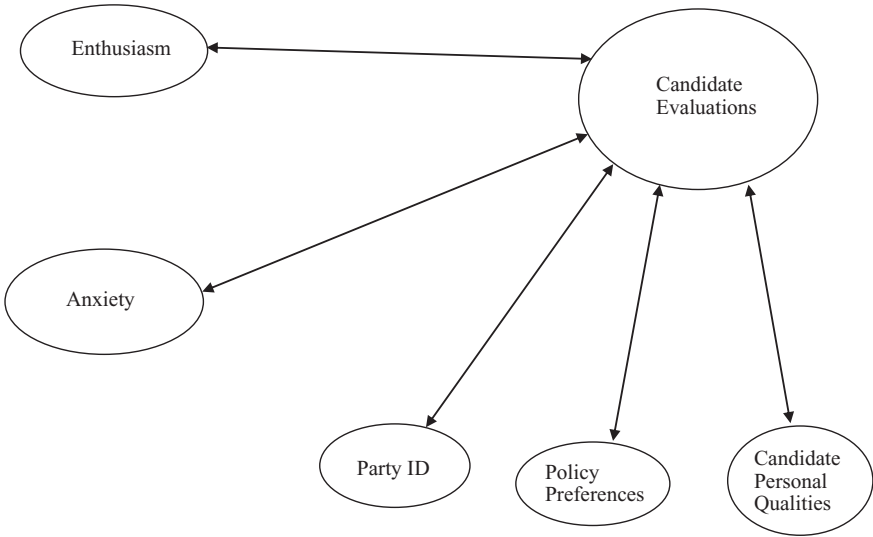 Enthusiasm
Candidate
Evaluations
Anxiety
Party ID
Policy
Preferences
Candidate
Personal
Qualities